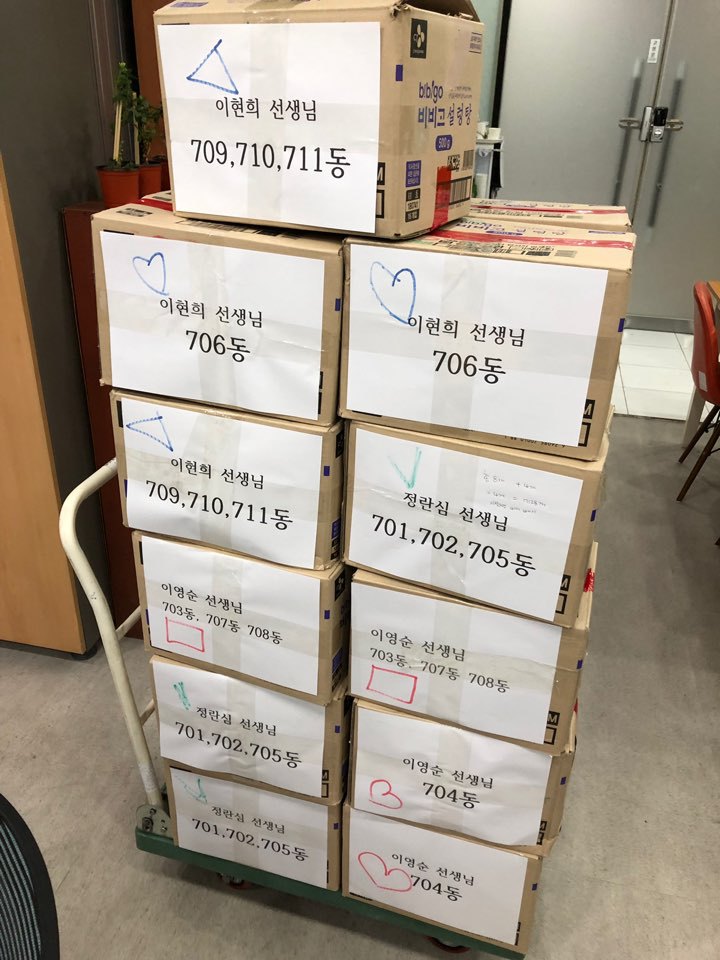 이현희 선생님
709,710,711동
bibigo
비비고 설렁탕
500g
이현희 선생님
706동
이현희 선생님
706동
이현희 선생님
709,710,711동
정란심 선생님
701,702,705동
이영순 선생님
703동, 707동 708동
이영순 선생님
703동, 707동 708동
정란심 선생님
701,702,705동
이영순 선생님
704동
정란심 선생님
701,702,705동
이영순 선생님
704동